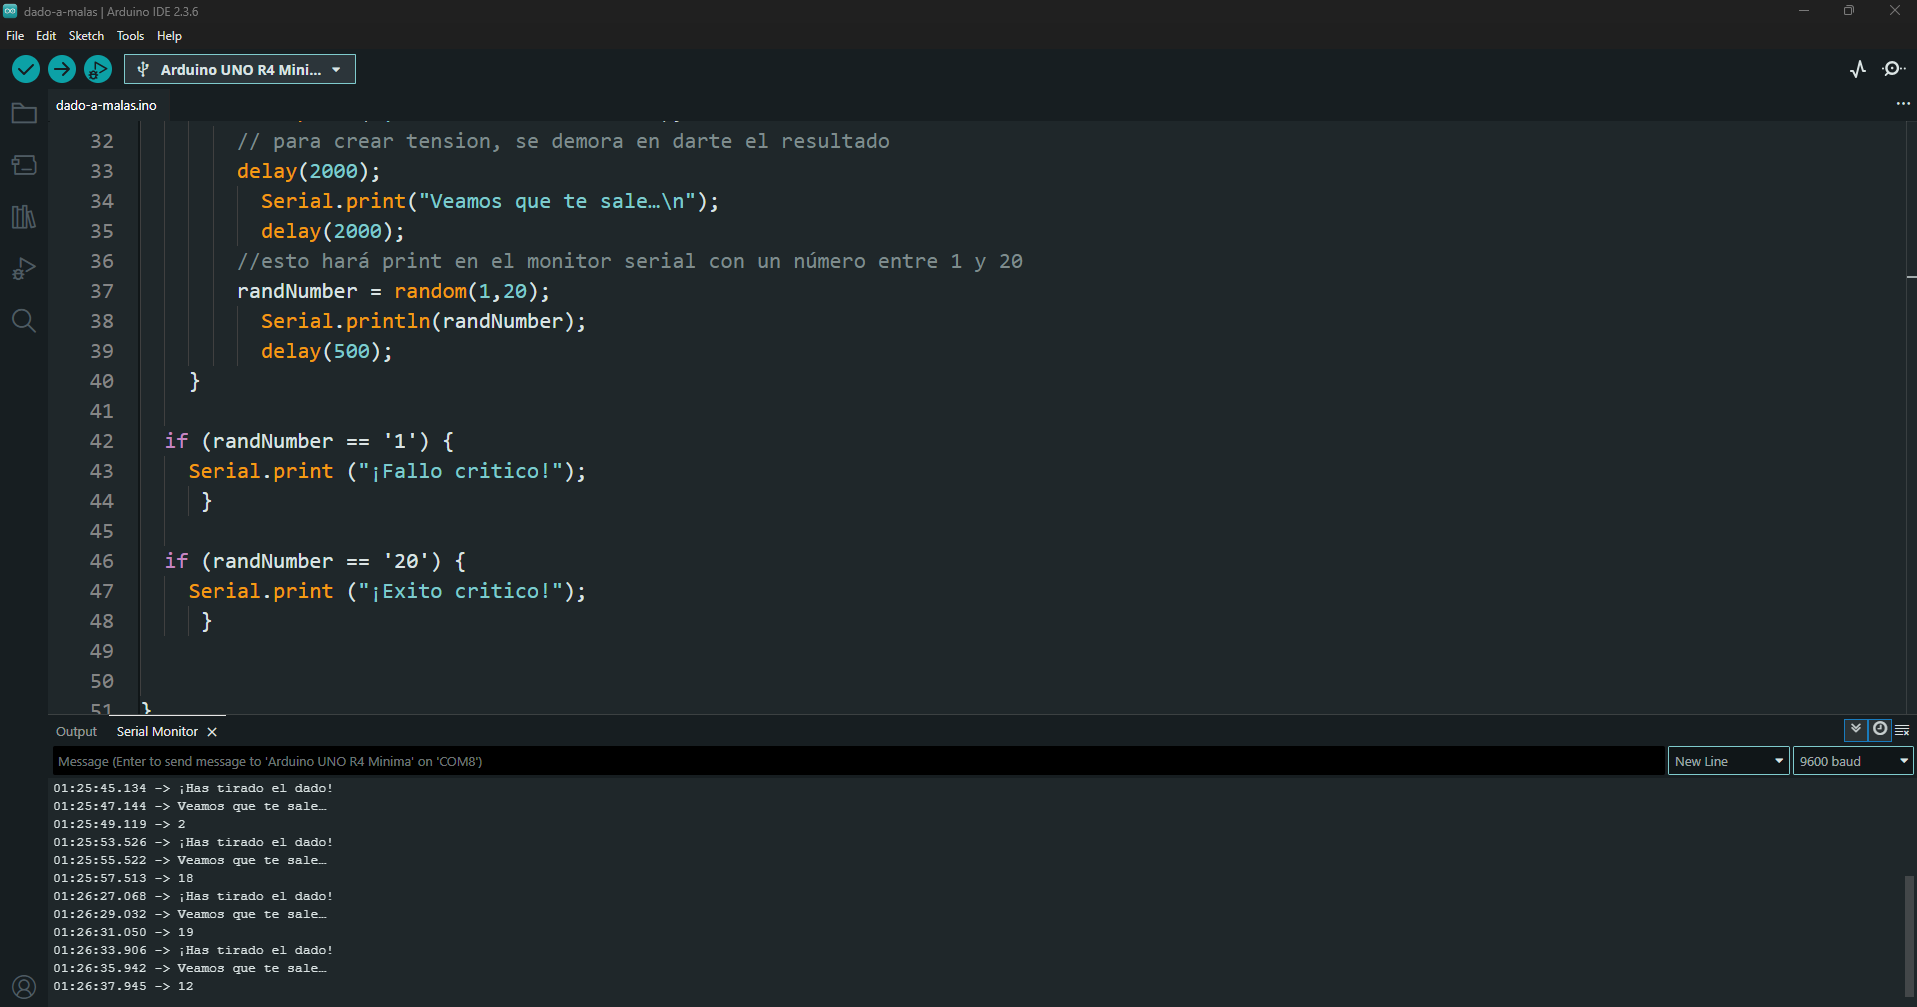 dado-a-malas | Arduino IDE 2.3.6
File Edit Sketch Tools Help
Arduino UNO R4 Mini...
dado-a-malas.ino
32 // para crear tension, se demora en darte el resultado
33 delay(2000);
34 Serial.print("Veamos que te sale…\n");
35 delay(2000);
36 //esto hará print en el monitor serial con un número entre 1 y 20
37 randNumber = random(1,20);
38 Serial.println(randNumber);
39 delay(500);
40 }
41
42 if (randNumber == '1') {
43 Serial.print ("¡Fallo critico!");
44 }
45
46 if (randNumber == '20') {
47 Serial.print ("¡Exito critico!");
48 }
49
50
51 }
Output Serial Monitor
Message (Enter to send message to 'Arduino UNO R4 Minima' on 'COM8') New Line 9600 baud
01:25:45.134 -> ¡Has tirado el dado!
01:25:47.144 -> Veamos que te sale…
01:25:49.119 -> 2
01:25:53.526 -> ¡Has tirado el dado!
01:25:55.522 -> Veamos que te sale…
01:25:57.513 -> 18
01:26:27.068 -> ¡Has tirado el dado!
01:26:29.032 -> Veamos que te sale…
01:26:31.050 -> 19
01:26:33.906 -> ¡Has tirado el dado!
01:26:35.942 -> Veamos que te sale…
01:26:37.945 -> 12